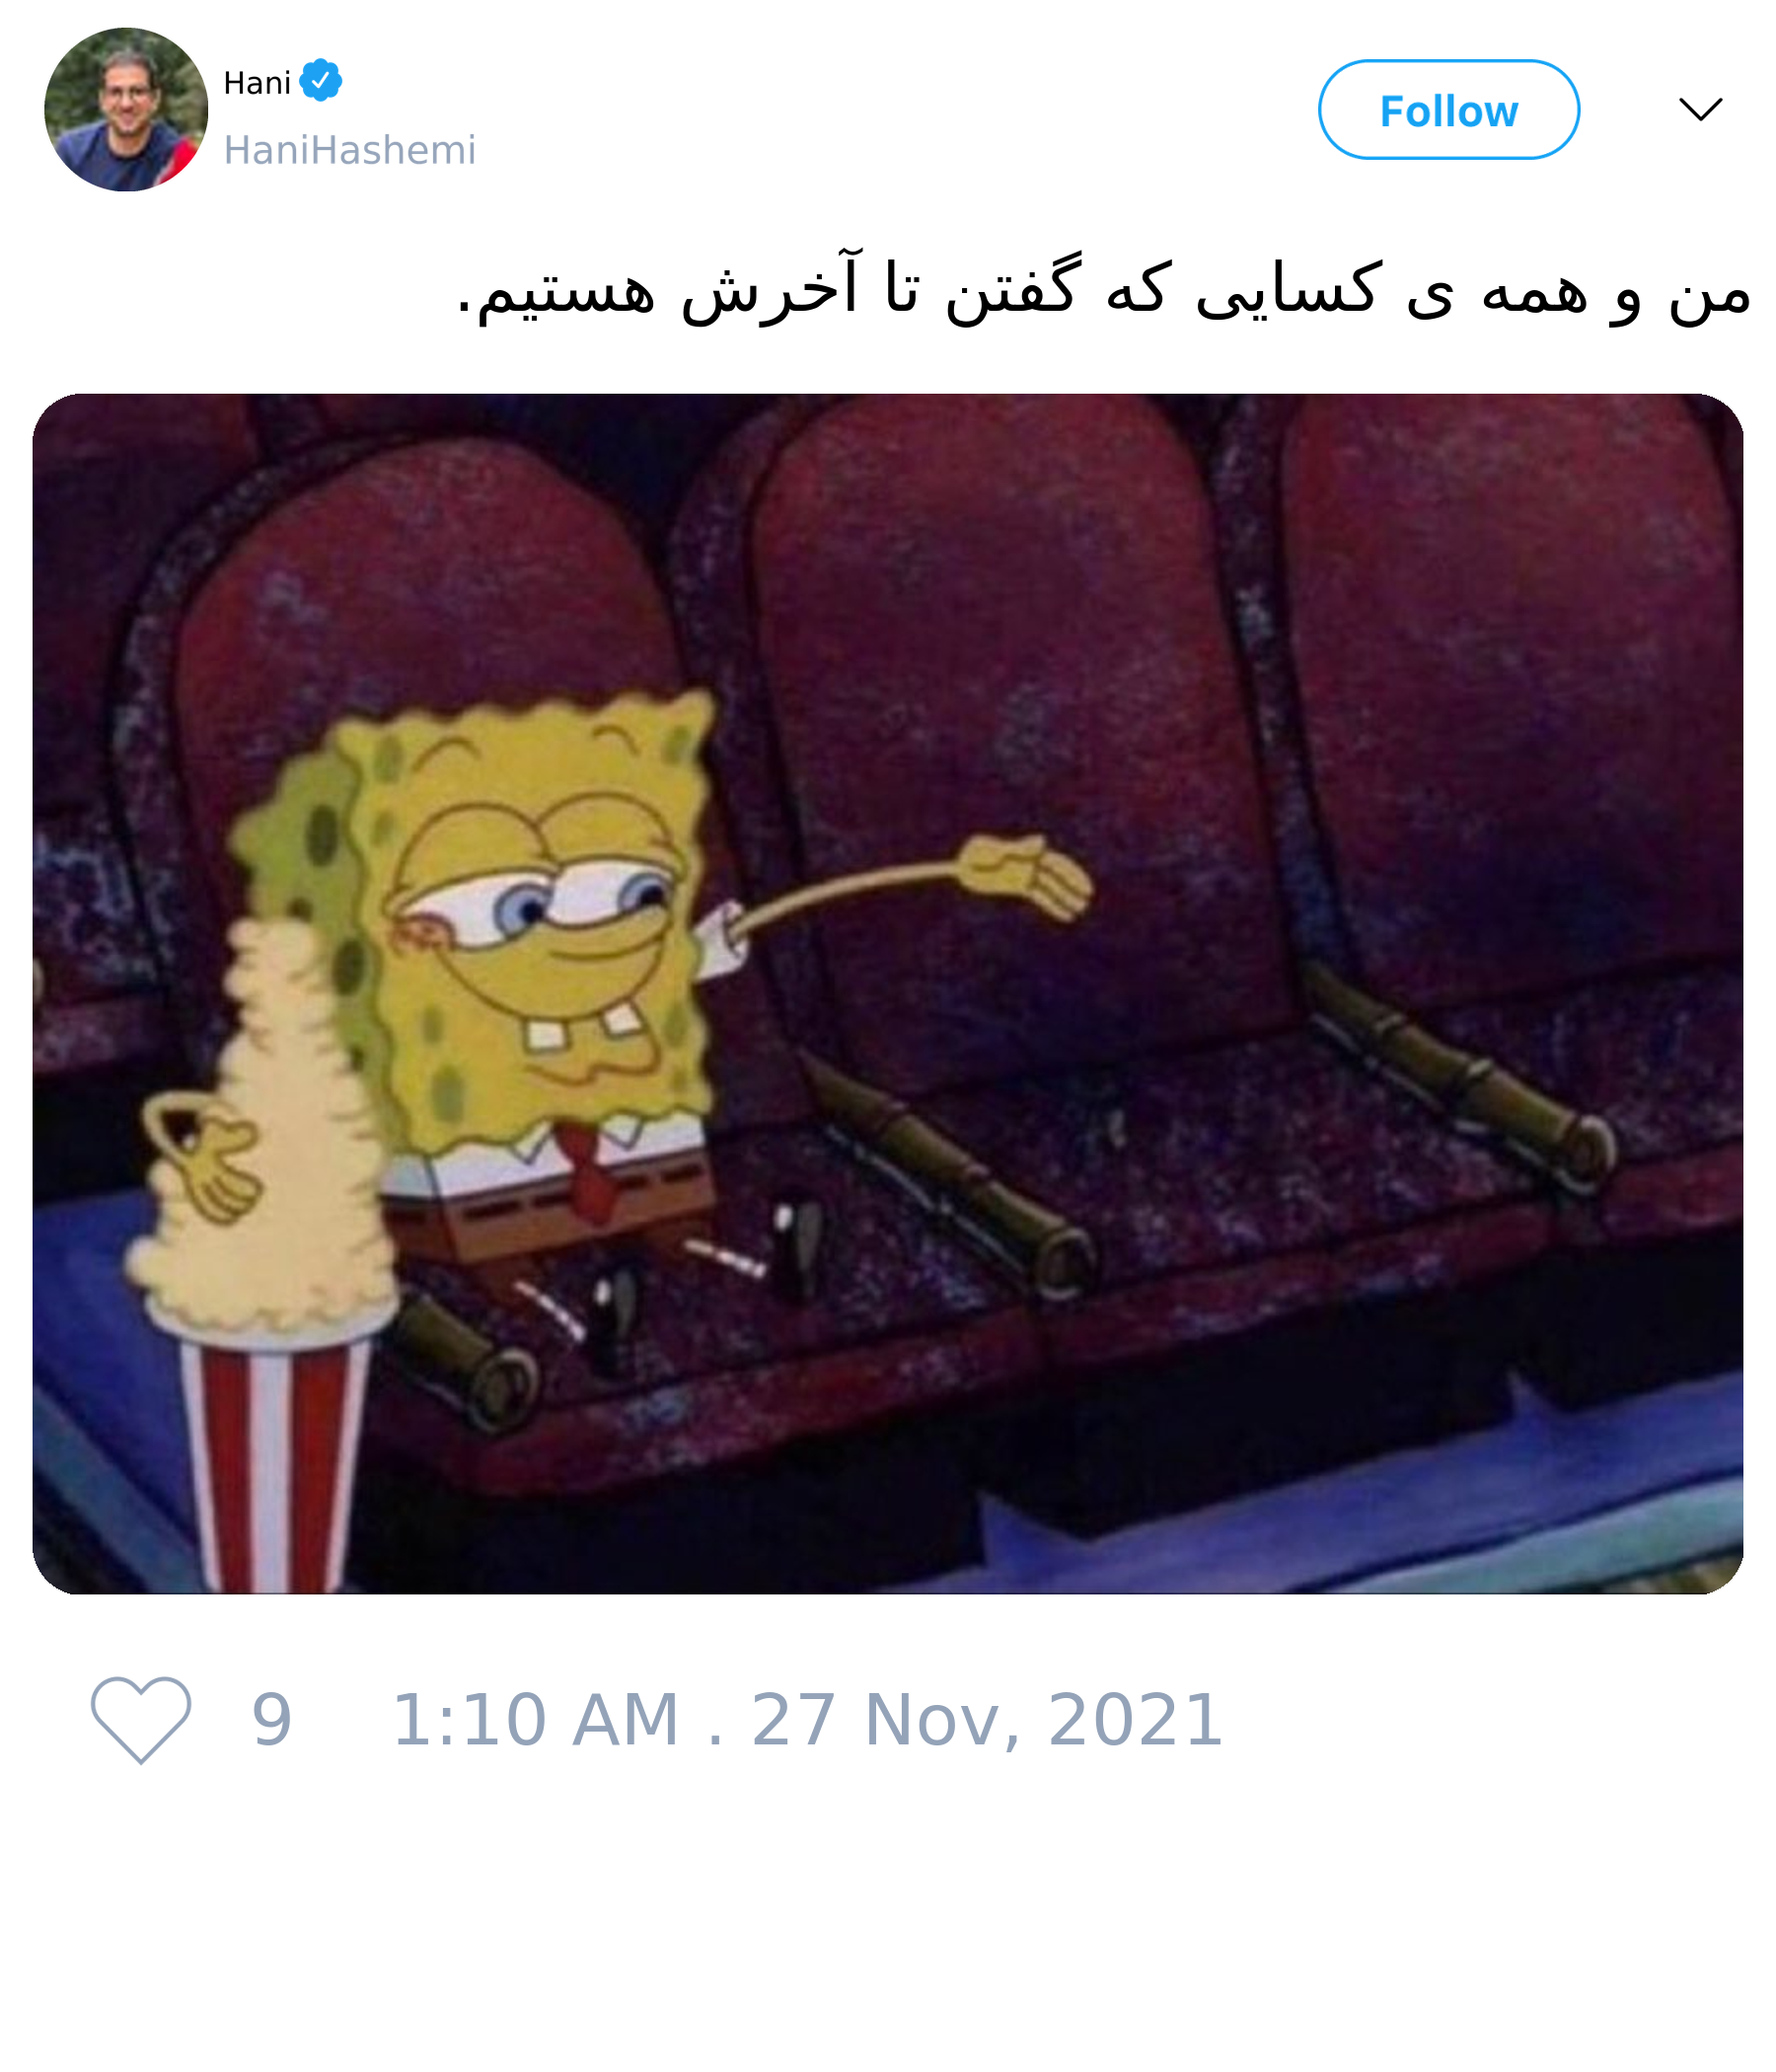 Hani
HaniHashemi
Follow
من و همه ی کسایی که گفتن تا آخرش هستیم.
9 1:10 AM . 27 Nov, 2021